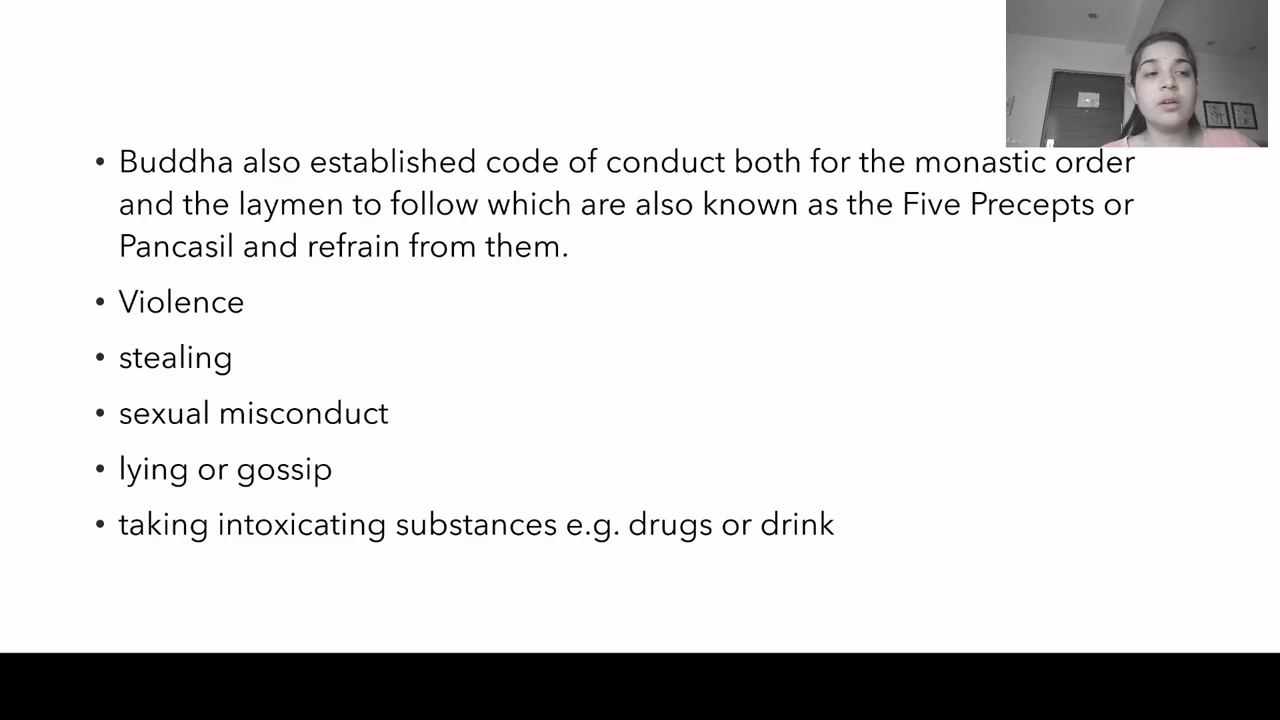 • Buddha also established code of conduct both for the monastic order
and the laymen to follow which are also known as the Five Precepts or
Pancasil and refrain from them.
• Violence
• stealing
• sexual misconduct
• lying or gossip
• taking intoxicating substances e.g. drugs or drink